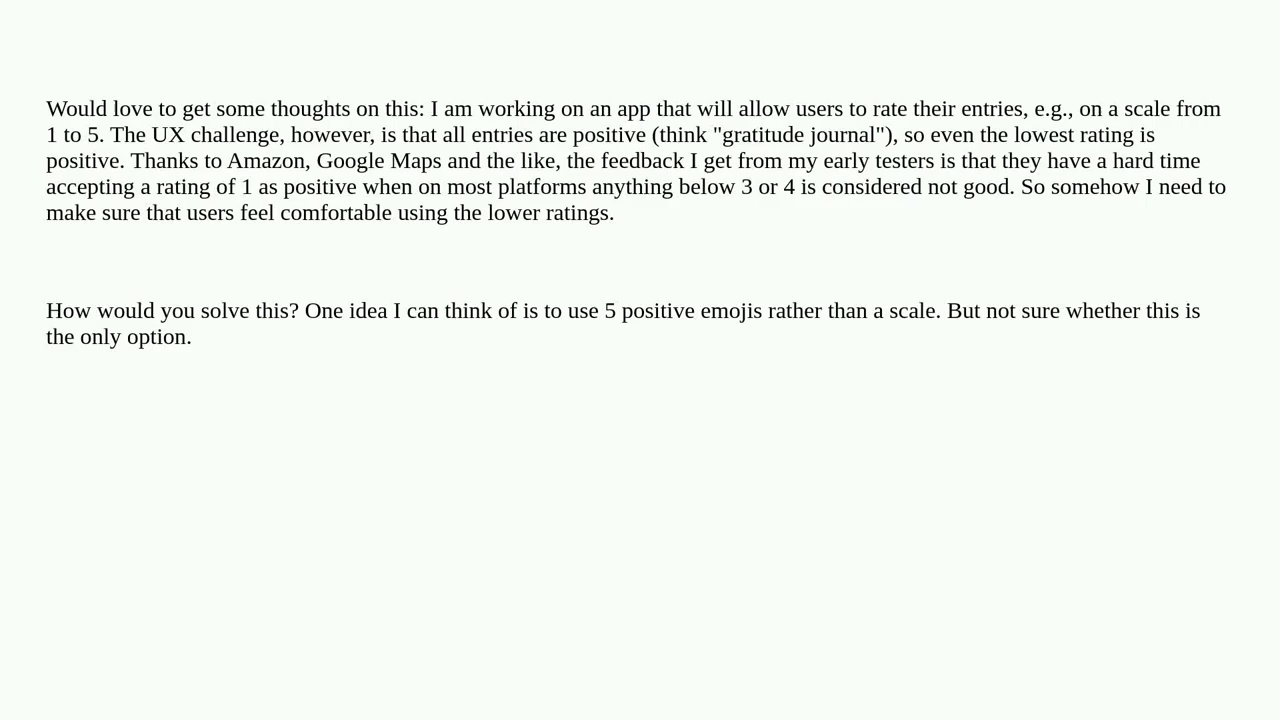 Would love to get some thoughts on this: I am working on an app that will allow users to rate their entries, e.g., on a scale from
1 to 5. The UX challenge, however, is that all entries are positive (think "gratitude journal"), so even the lowest rating is
positive. Thanks to Amazon, Google Maps and the like, the feedback I get from my early testers is that they have a hard time
accepting a rating of 1 as positive when on most platforms anything below 3 or 4 is considered not good. So somehow I need to
make sure that users feel comfortable using the lower ratings.
How would you solve this? One idea I can think of is to use 5 positive emojis rather than a scale. But not sure whether this is
the only option.